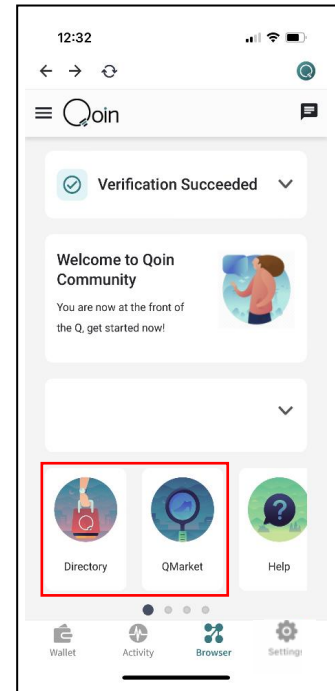 12:32
Qoin
Verification Succeeded
Welcome to Qoin
Community
You are now at the front of
the Q, get started now!
Directory
QMarket
Help
Wallet
Activity
Browser
Settings